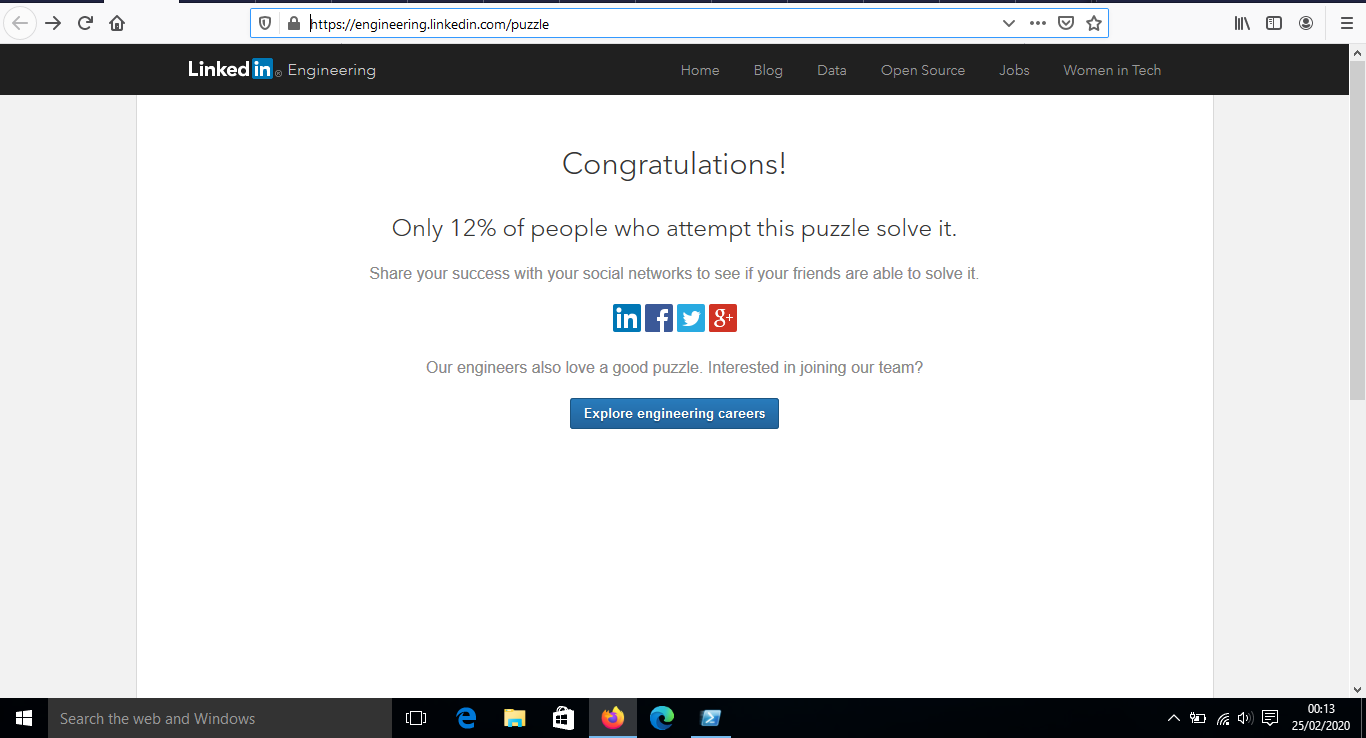 https://engineering.linkedin.com/puzzle
Linked in ® Engineering
Home Blog Data Open Source Jobs Women in Tech
Congratulations!
Only 12% of people who attempt this puzzle solve it.
Share your success with your social networks to see if your friends are able to solve it.
in f g+
Our engineers also love a good puzzle. Interested in joining our team?
Explore engineering careers
Search the web and Windows
00:13
25/02/2020